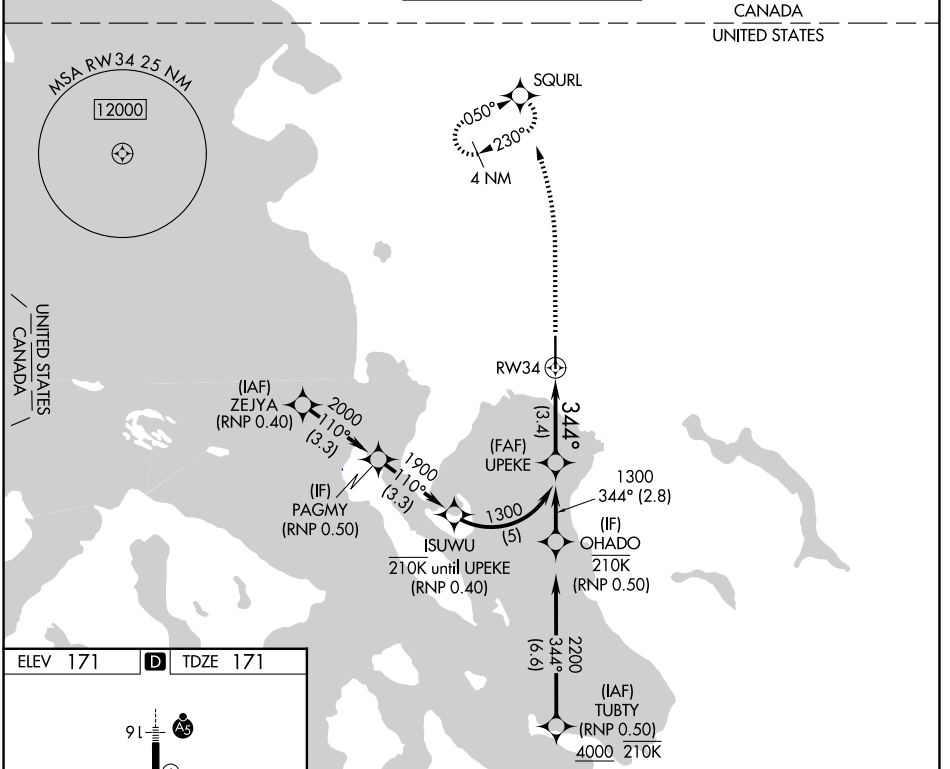 CANADA
UNITED STATES
MSA RW34 25 NM
12000
SQURL
050°
230°
4 NM
UNITED STATES
CANADA
RW34
(IAF)
ZEJYA
(RNP 0.40)
2000
110°
(3.3)
(IF)
PAGMY
(RNP 0.50)
1900
110°
(3.3)
ISUWU
210K until UPEKE
(RNP 0.40)
1300
(5)
344°
(3.4)
(FAF)
UPEKE
1300
344° (2.8)
(IF)
OHADO
210K
(RNP 0.50)
2200
344°
(6.6)
(IAF)
TUBTY
(RNP 0.50)
4000 210K
ELEV 171 D TDZE 171
16
A5